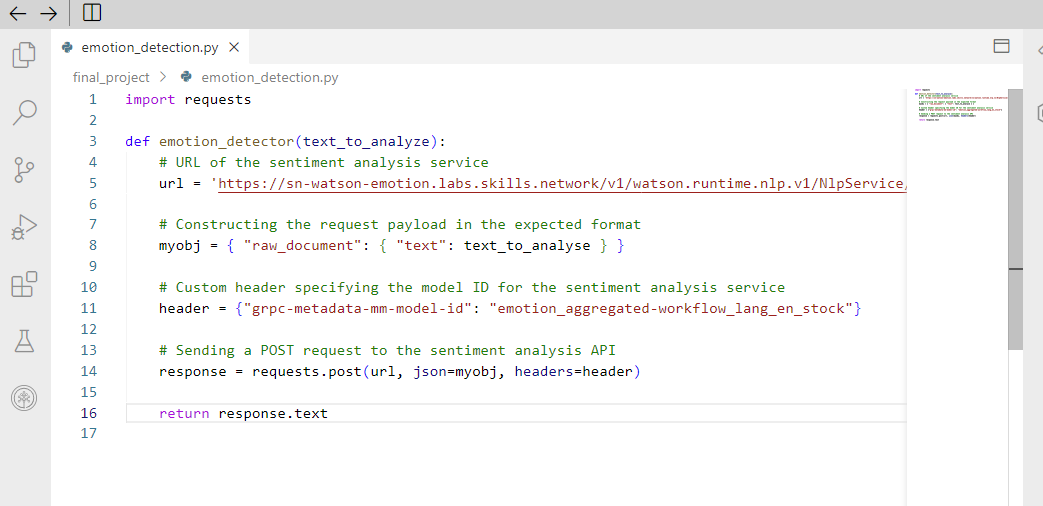 emotion_detection.py
final_project > emotion_detection.py
1 import requests
2
3 def emotion_detector(text_to_analyze):
4 # URL of the sentiment analysis service
5 url = 'https://sn-watson-emotion.labs.skills.network/v1/watson.runtime.nlp.v1/NlpService/
6
7 # Constructing the request payload in the expected format
8 myobj = { "raw_document": { "text": text_to_analyse } }
9
10 # Custom header specifying the model ID for the sentiment analysis service
11 header = {"grpc-metadata-mm-model-id": "emotion_aggregated-workflow_lang_en_stock"}
12
13 # Sending a POST request to the sentiment analysis API
14 response = requests.post(url, json=myobj, headers=header)
15
16 return response.text
17